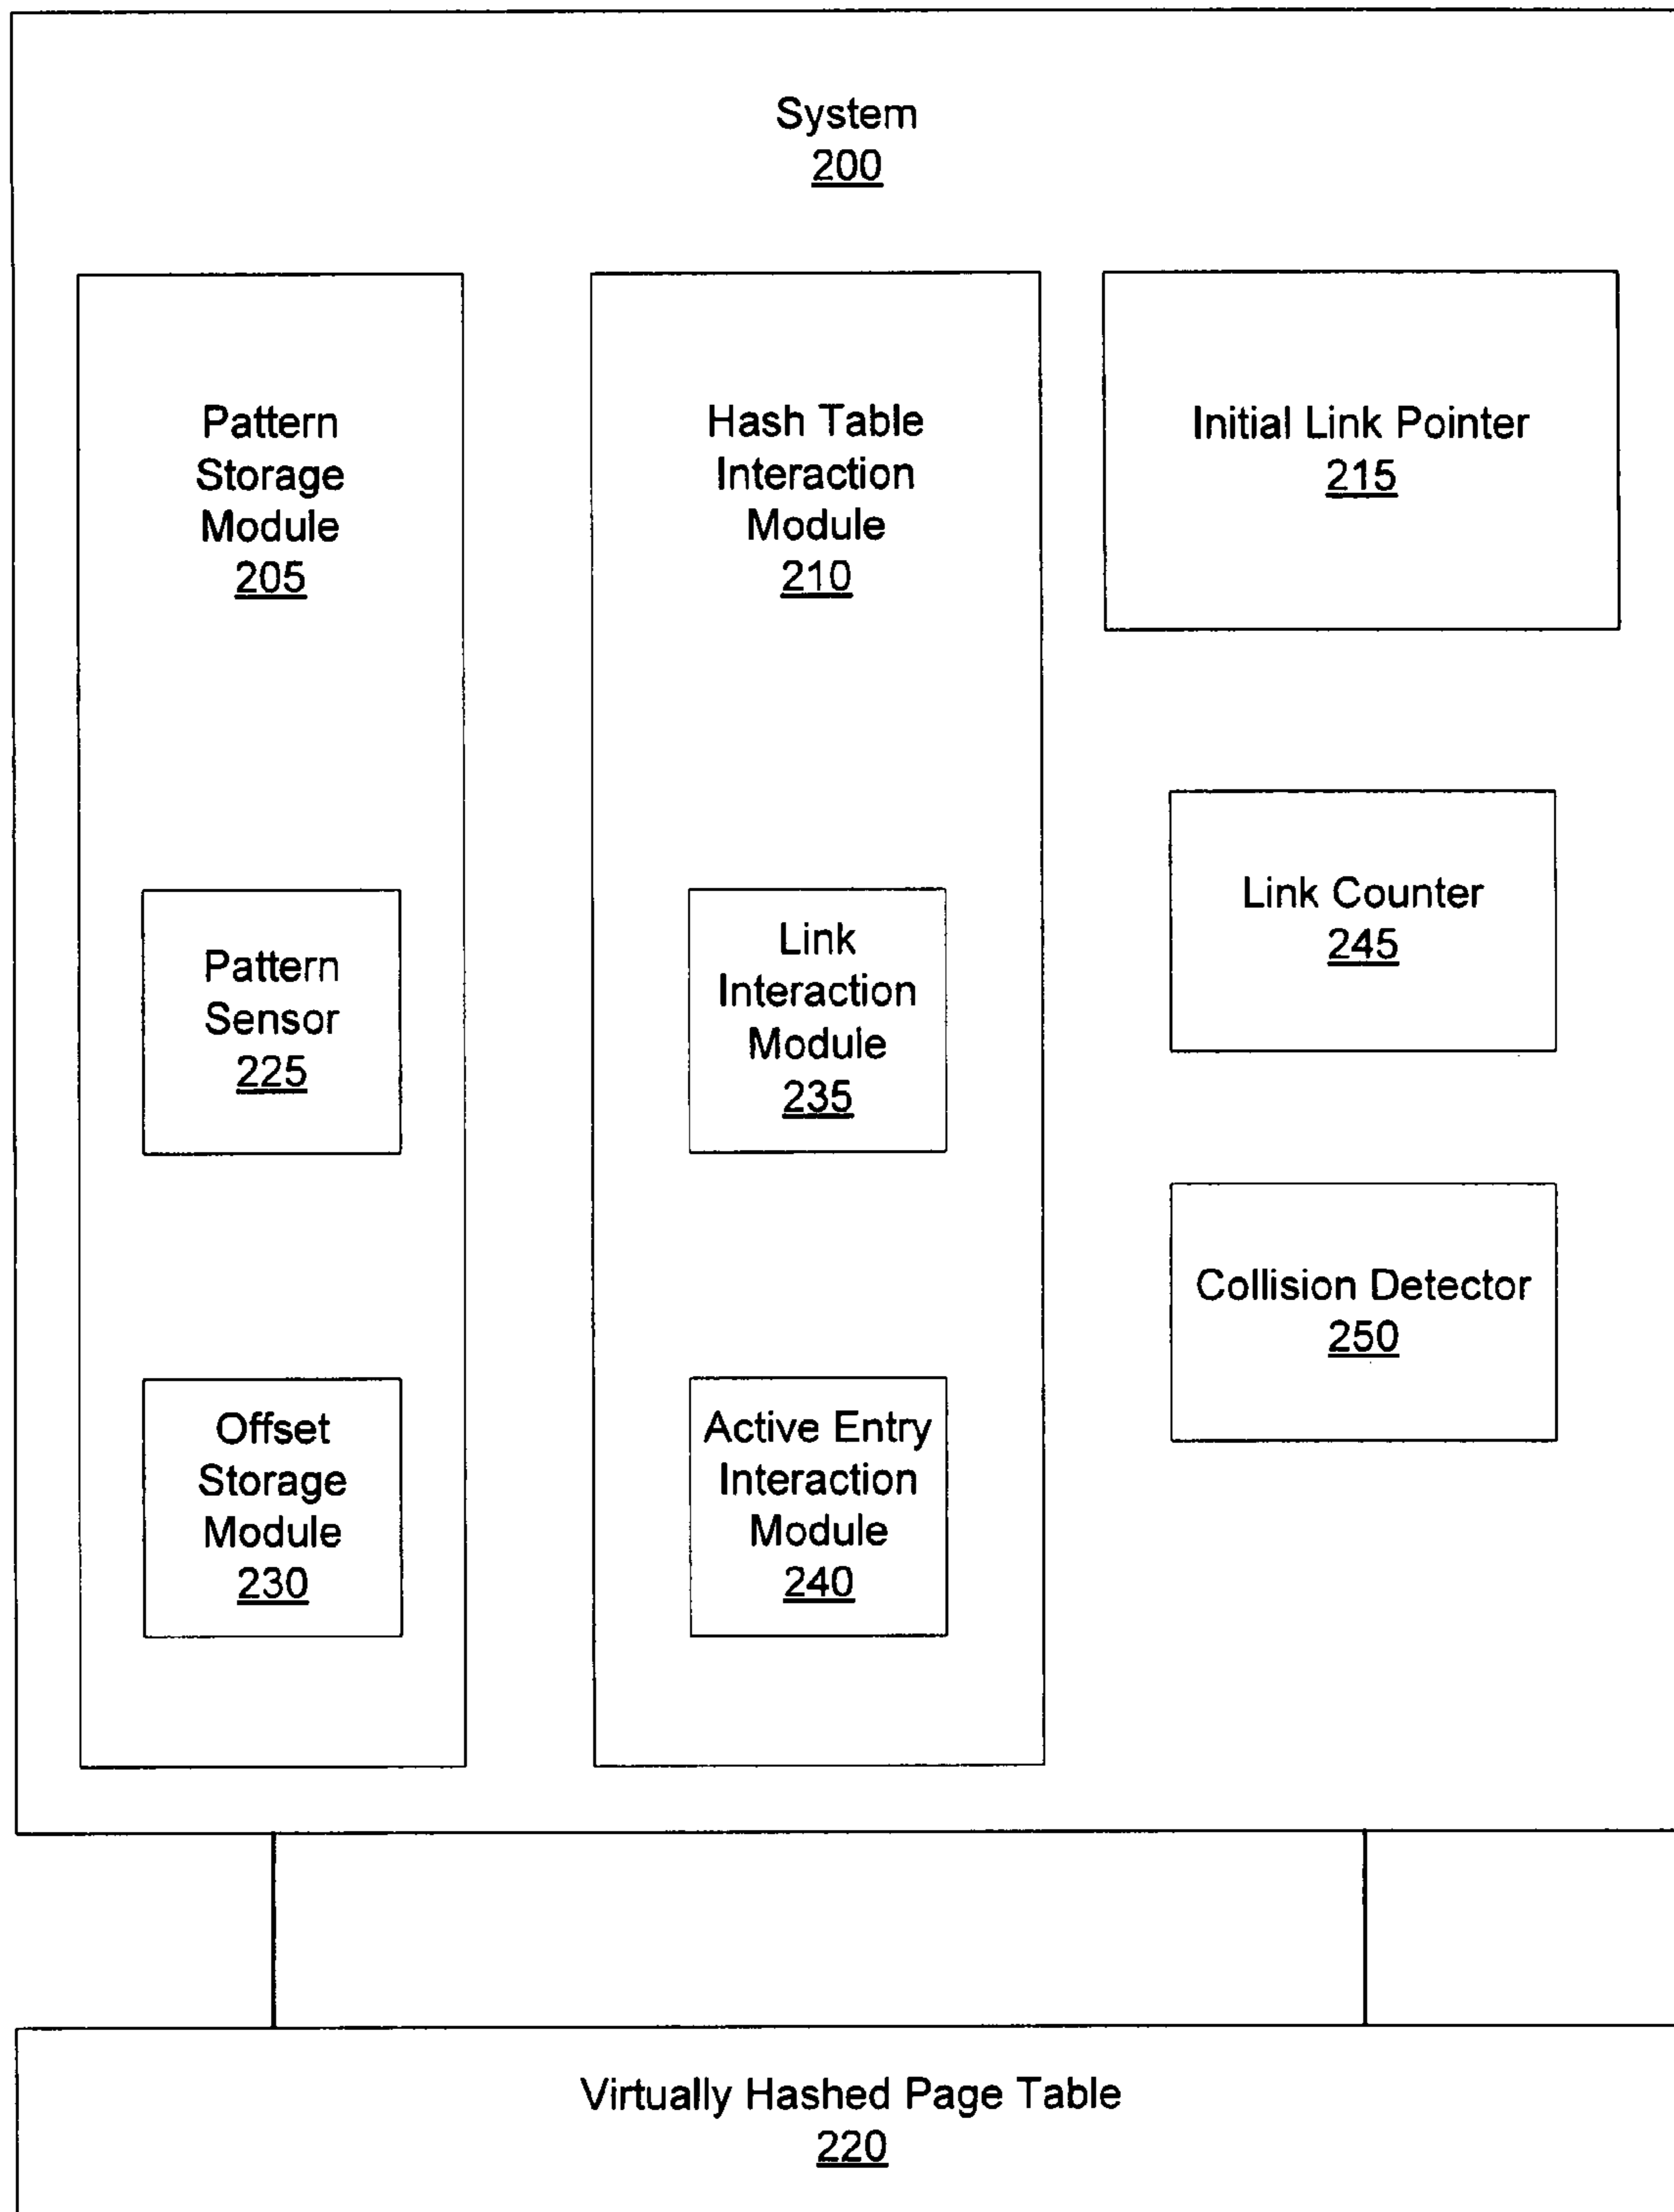 System
200
Pattern
Storage
Module
205
Hash Table
Interaction
Module
210
Initial Link Pointer
215
Pattern
Sensor
225
Link
Interaction
Module
235
Link Counter
245
Collision Detector
250
Offset
Storage
Module
230
Active Entry
Interaction
Module
240
Virtually Hashed Page Table
220